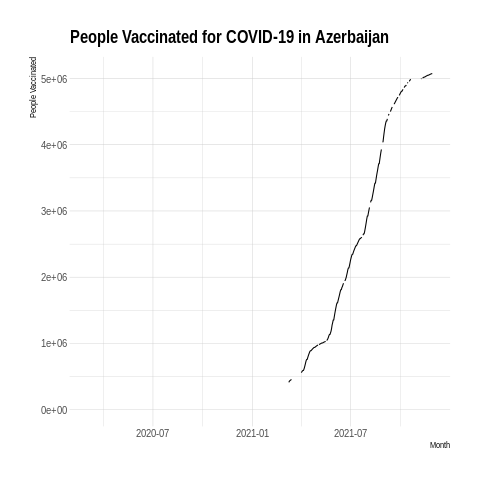 People Vaccinated for COVID-19 in Azerbaijan
People Vaccinated
5e+06
4e+06
3e+06
2e+06
1e+06
0e+00
2020-07
2021-01
2021-07
Month